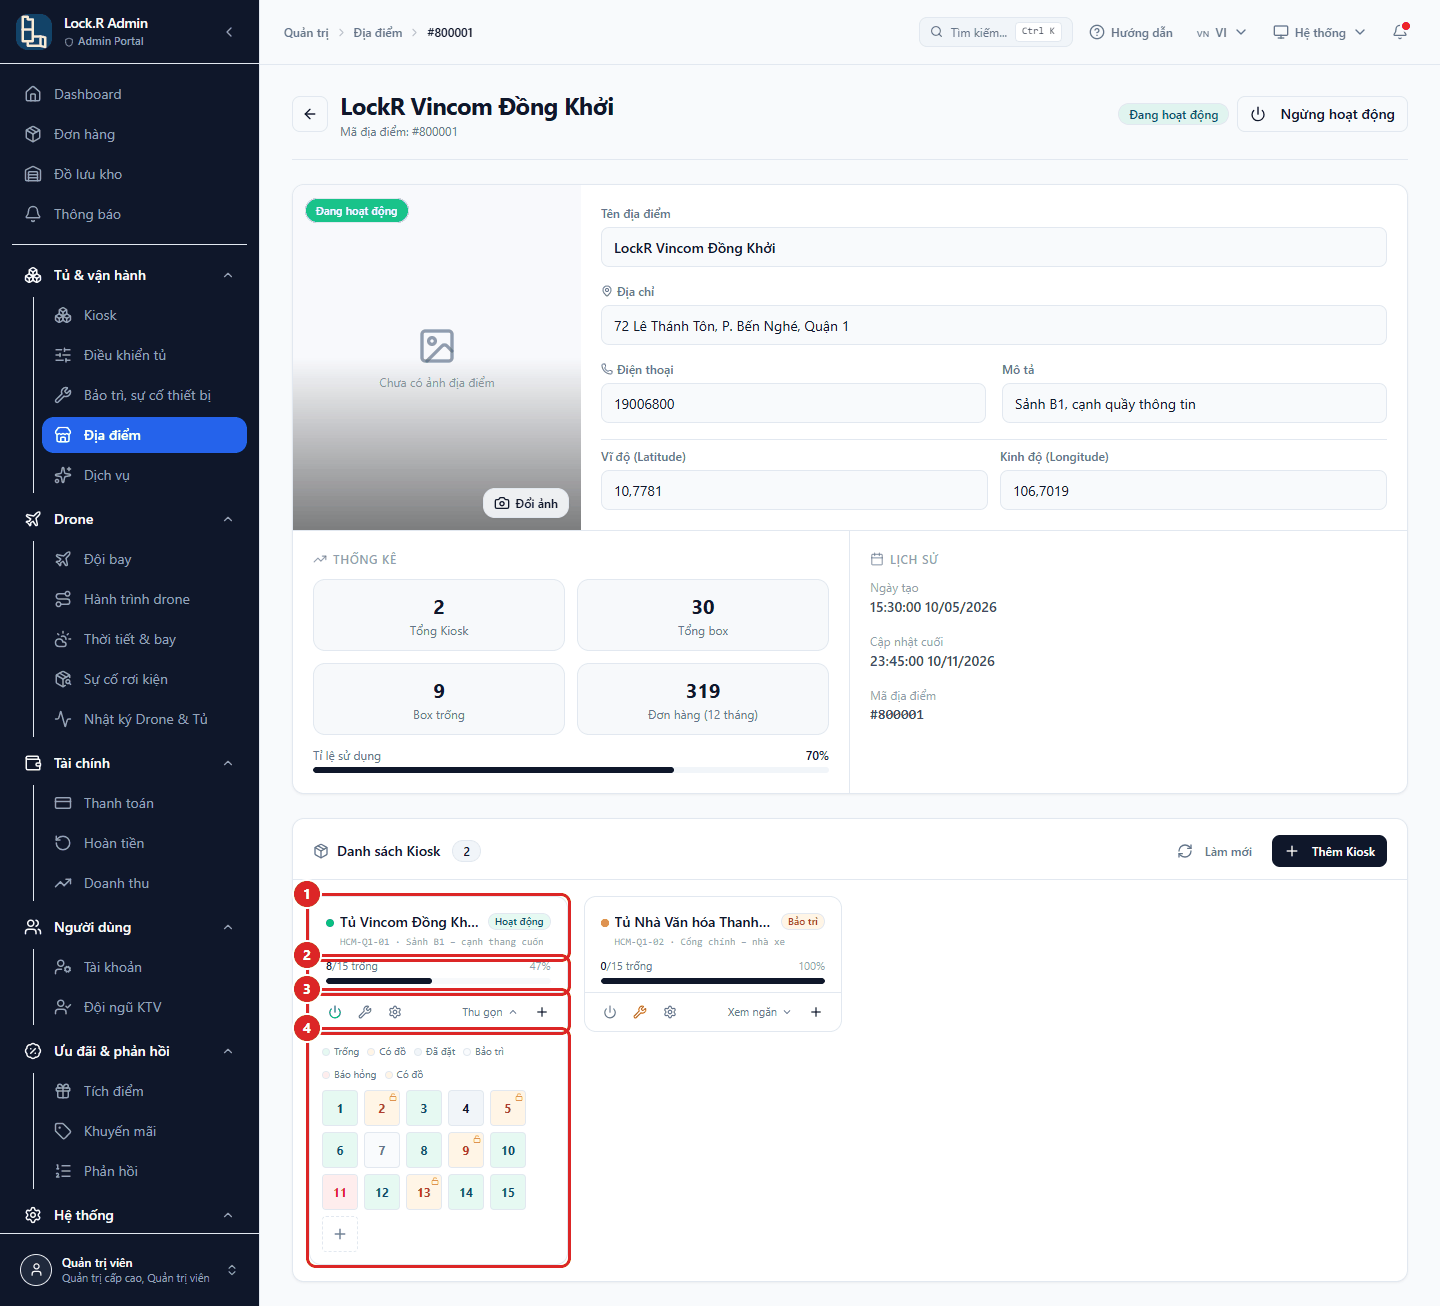 Lock.R Admin
Admin Portal
Dashboard
Đơn hàng
Đồ lưu kho
Thông báo
Tủ & vận hành
Kiosk
Điều khiển tủ
Bảo trì, sự cố thiết bị
Địa điểm
Dịch vụ
Drone
Đội bay
Hành trình drone
Thời tiết & bay
Sự cố rơi kiện
Nhật ký Drone & Tủ
Tài chính
Thanh toán
Hoàn tiền
Doanh thu
Người dùng
Tài khoản
Đội ngũ KTV
Ưu đãi & phản hồi
Tích điểm
Khuyến mãi
Phản hồi
Hệ thống
Quản trị viên
Quản trị cấp cao, Quản trị viên
Quản trị > Địa điểm > #800001
Tìm kiếm... Ctrl K
Hướng dẫn
VN VI
Hệ thống
LockR Vincom Đồng Khởi
Mã địa điểm: #800001
Đang hoạt động
Ngừng hoạt động
Đang hoạt động
Chưa có ảnh địa điểm
Đổi ảnh
Tên địa điểm
LockR Vincom Đồng Khởi
Địa chỉ
72 Lê Thánh Tôn, P. Bến Nghé, Quận 1
Điện thoại
19006800
Mô tả
Sảnh B1, cạnh quầy thông tin
Vĩ độ (Latitude)
10,7781
Kinh độ (Longitude)
106,7019
THỐNG KÊ
2
Tổng Kiosk
30
Tổng box
9
Box trống
319
Đơn hàng (12 tháng)
Tỉ lệ sử dụng 70%
LỊCH SỬ
Ngày tạo
15:30:00 10/05/2026
Cập nhật cuối
23:45:00 10/11/2026
Mã địa điểm
#800001
Danh sách Kiosk 2
Làm mới
Thêm Kiosk
1
Tủ Vincom Đồng Kh... Hoạt động
HCM-Q1-01 · Sảnh B1 – cạnh thang cuốn
2
8/15 trống 47%
3
Thu gọn
4
Trống Có đồ Đã đặt Bảo trì
Báo hỏng Có đồ
1 2 3 4 5
6 7 8 9 10
11 12 13 14 15
Tủ Nhà Văn hóa Thanh... Bảo trì
HCM-Q1-02 · Cổng chính – nhà xe
0/15 trống 100%
Xem ngăn